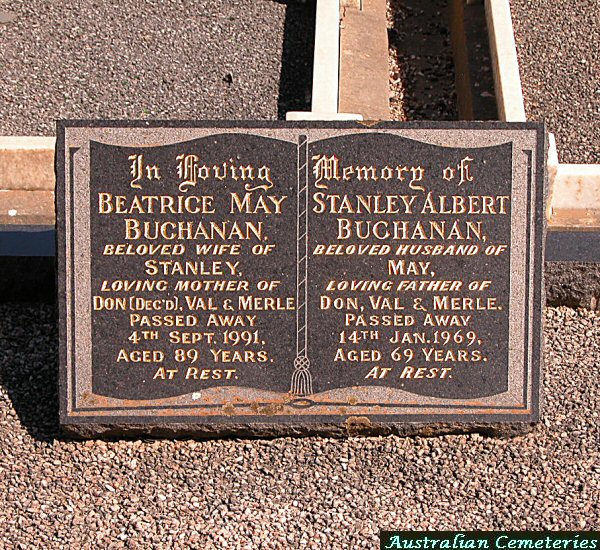 In Loving
BEATRICE MAY
BUCHANAN,
BELOVED WIFE OF
STANLEY,
LOVING MOTHER OF
DON (DEC'D), VAL & MERLE
PASSED AWAY
4TH SEPT. 1991,
AGED 89 YEARS.
AT REST.
Memory of
STANLEY ALBERT
BUCHANAN,
BELOVED HUSBAND OF
MAY,
LOVING FATHER OF
DON, VAL & MERLE.
PASSED AWAY
14TH JAN. 1969,
AGED 69 YEARS.
AT REST.
Australian Cemeteries